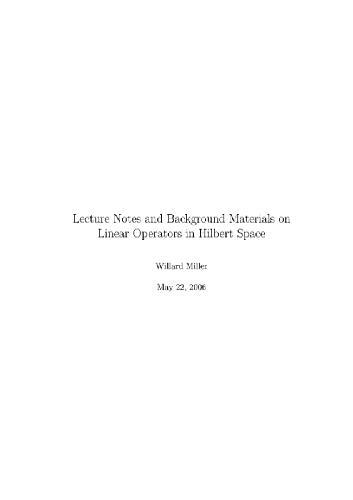 Lecture Notes and Background Materials on
Linear Operators in Hilbert Space
Willard Miller
May 22, 2006